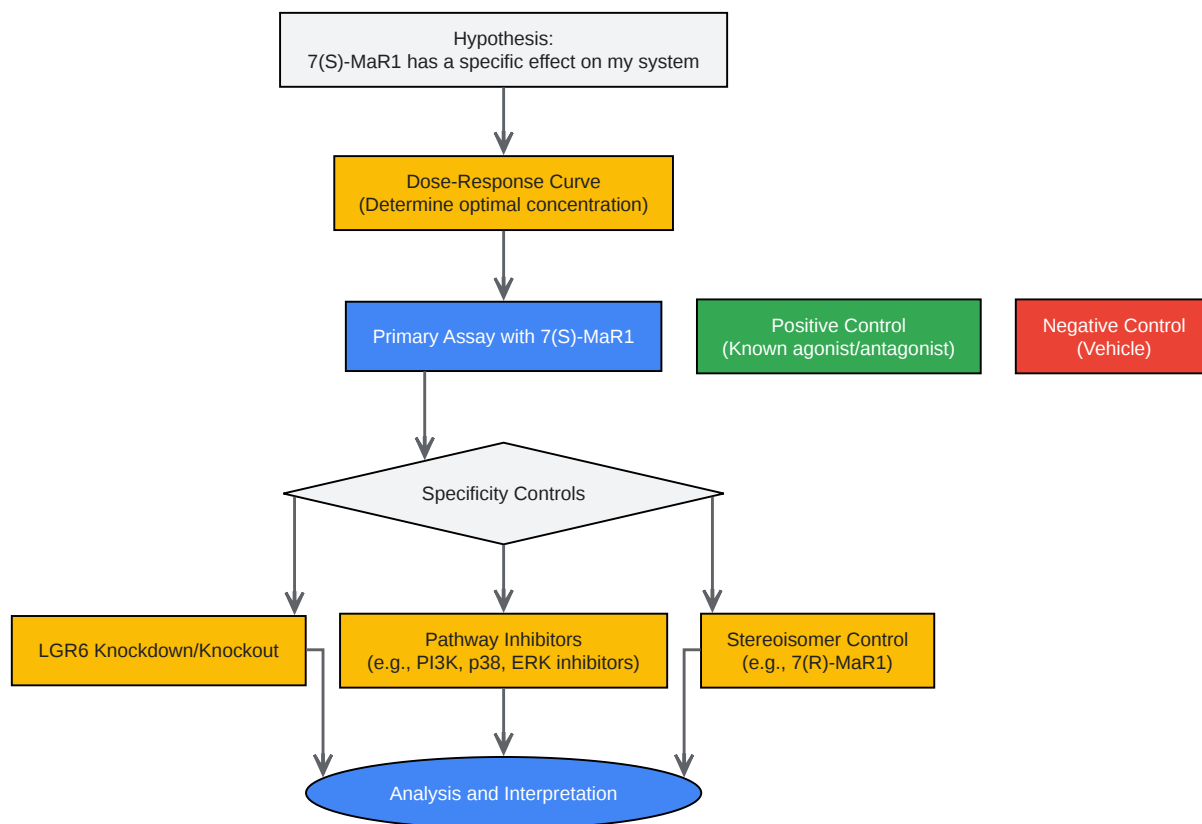 Hypothesis:
7(S)-MaR1 has a specific effect on my system
Dose-Response Curve
(Determine optimal concentration)
Primary Assay with 7(S)-MaR1
Positive Control
(Known agonist/antagonist)
Negative Control
(Vehicle)
Specificity Controls
LGR6 Knockdown/Knockout
Pathway Inhibitors
(e.g., PI3K, p38, ERK inhibitors)
Stereoisomer Control
(e.g., 7(R)-MaR1)
Analysis and Interpretation